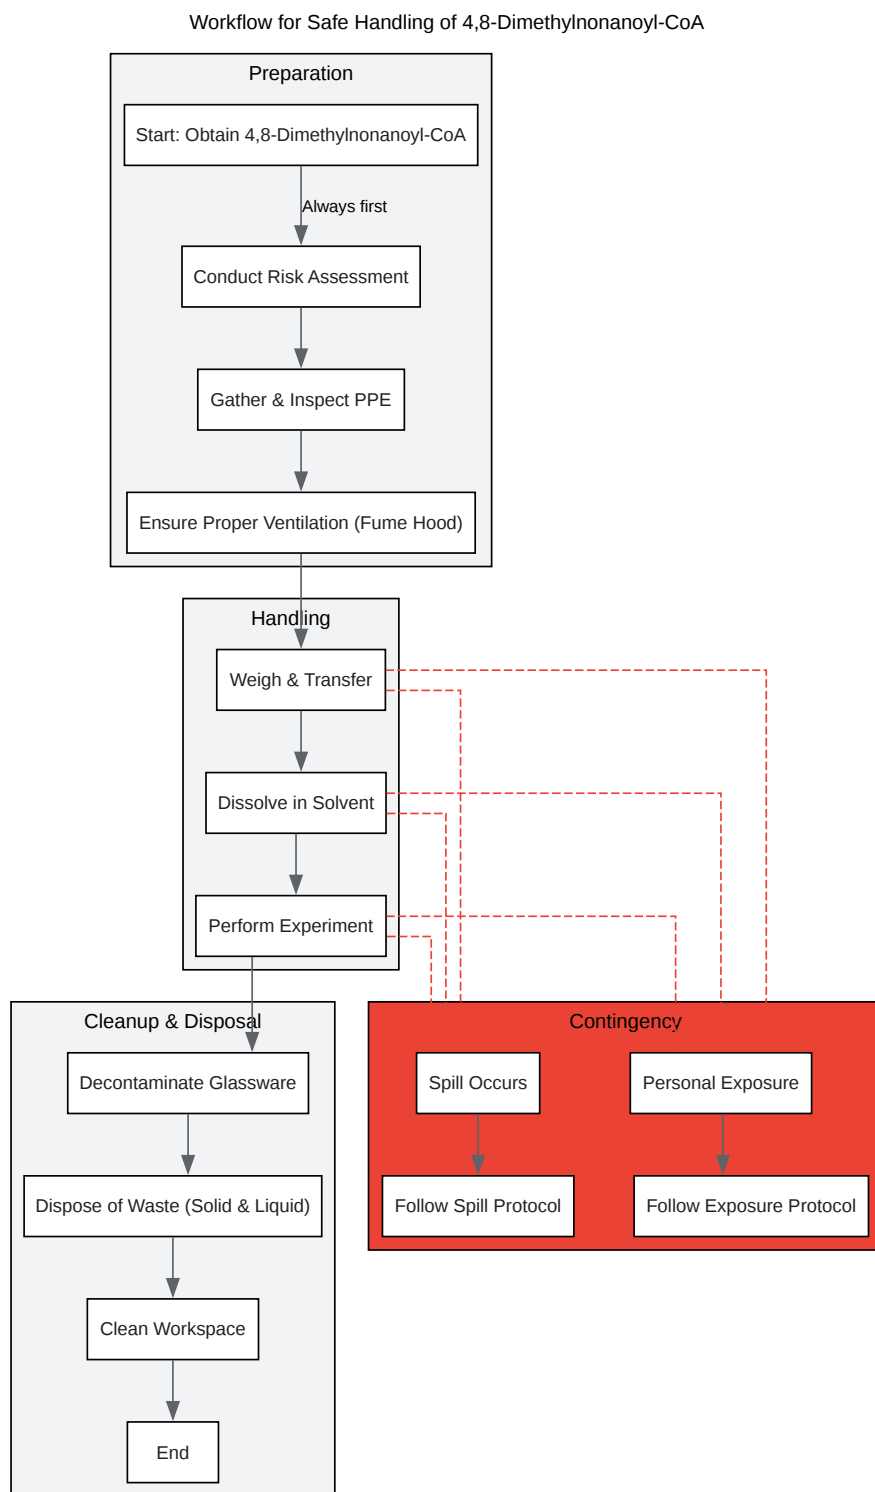 Workflow for Safe Handling of 4,8-Dimethylnonanoyl-CoA
Preparation
Start: Obtain 4,8-Dimethylnonanoyl-CoA
Always first
Conduct Risk Assessment
Gather & Inspect PPE
Ensure Proper Ventilation (Fume Hood)
Handling
Weigh & Transfer
Dissolve in Solvent
Perform Experiment
Cleanup & Disposal
Decontaminate Glassware
Dispose of Waste (Solid & Liquid)
Clean Workspace
End
Contingency
Spill Occurs
Personal Exposure
Follow Spill Protocol
Follow Exposure Protocol